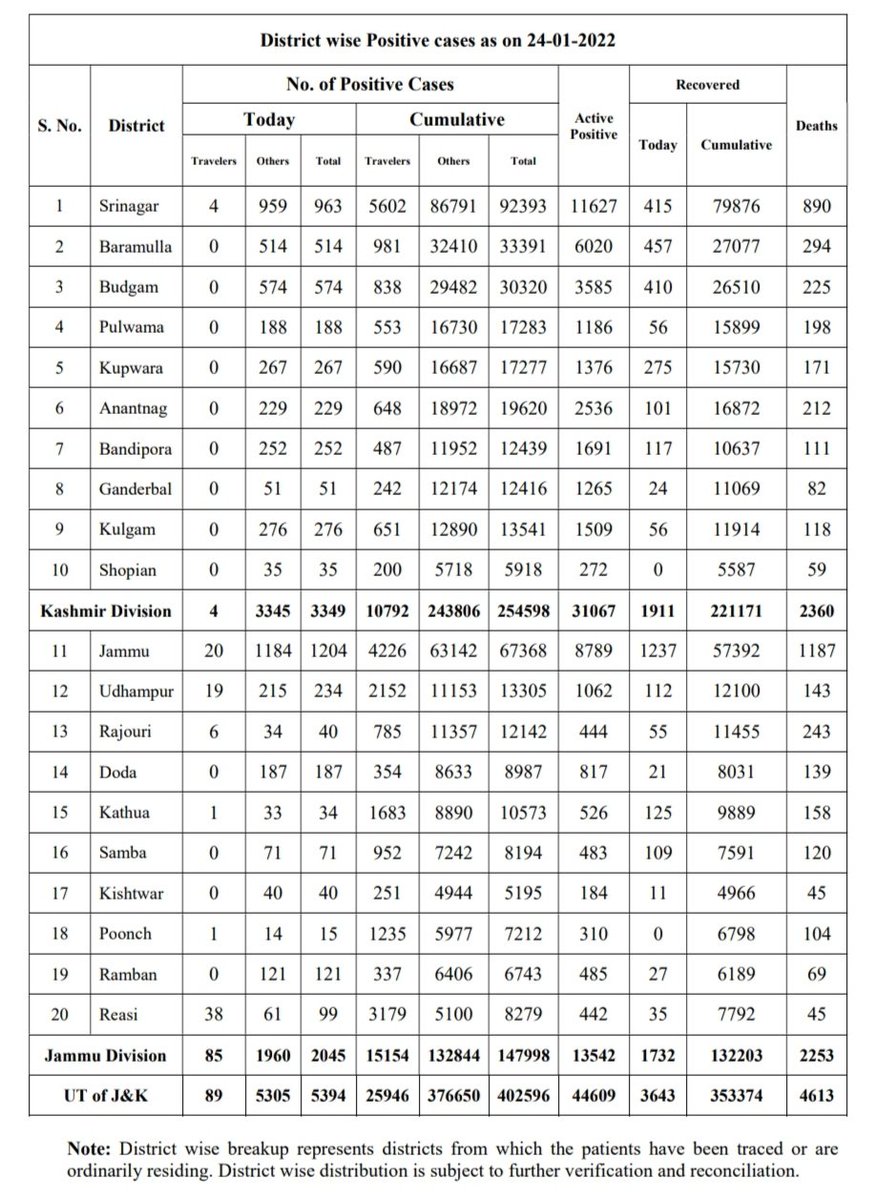 District wise Positive cases as on 24-01-2022
S. No. District No. of Positive Cases Active Positive Recovered Deaths
Today Cumulative Today Cumulative
Travelers Others Total Travelers Others Total
1 Srinagar 4 959 963 5602 86791 92393 11627 415 79876 890
2 Baramulla 0 514 514 981 32410 33391 6020 457 27077 294
3 Budgam 0 574 574 838 29482 30320 3585 410 26510 225
4 Pulwama 0 188 188 553 16730 17283 1186 56 15899 198
5 Kupwara 0 267 267 590 16687 17277 1376 275 15730 171
6 Anantnag 0 229 229 648 18972 19620 2536 101 16872 212
7 Bandipora 0 252 252 487 11952 12439 1691 117 10637 111
8 Ganderbal 0 51 51 242 12174 12416 1265 24 11069 82
9 Kulgam 0 276 276 651 12890 13541 1509 56 11914 118
10 Shopian 0 35 35 200 5718 5918 272 0 5587 59
Kashmir Division 4 3345 3349 10792 243806 254598 31067 1911 221171 2360
11 Jammu 20 1184 1204 4226 63142 67368 8789 1237 57392 1187
12 Udhampur 19 215 234 2152 11153 13305 1062 112 12100 143
13 Rajouri 6 34 40 785 11357 12142 444 55 11455 243
14 Doda 0 187 187 354 8633 8987 817 21 8031 139
15 Kathua 1 33 34 1683 8890 10573 526 125 9889 158
16 Samba 0 71 71 952 7242 8194 483 109 7591 120
17 Kishtwar 0 40 40 251 4944 5195 184 11 4966 45
18 Poonch 1 14 15 1235 5977 7212 310 0 6798 104
19 Ramban 0 121 121 337 6406 6743 485 27 6189 69
20 Reasi 38 61 99 3179 5100 8279 442 35 7792 45
Jammu Division 85 1960 2045 15154 132844 147998 13542 1732 132203 2253
UT of J&K 89 5305 5394 25946 376650 402596 44609 3643 353374 4613
Note: District wise breakup represents districts from which the patients have been traced or are
ordinarily residing. District wise distribution is subject to further verification and reconciliation.